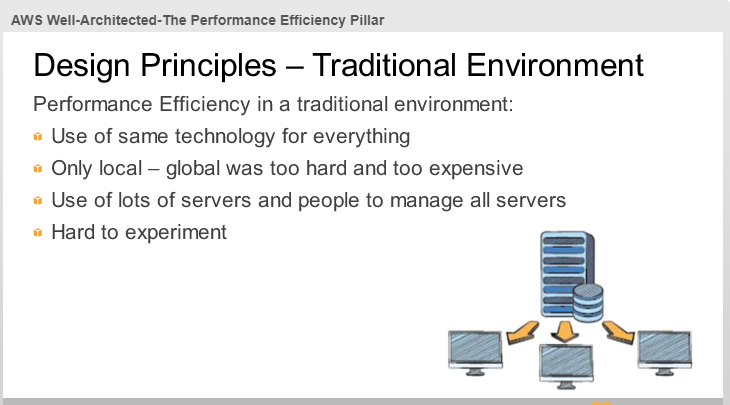 AWS Well-Architected-The Performance Efficiency Pillar
Design Principles – Traditional Environment
Performance Efficiency in a traditional environment:
Use of same technology for everything
Only local – global was too hard and too expensive
Use of lots of servers and people to manage all servers
Hard to experiment